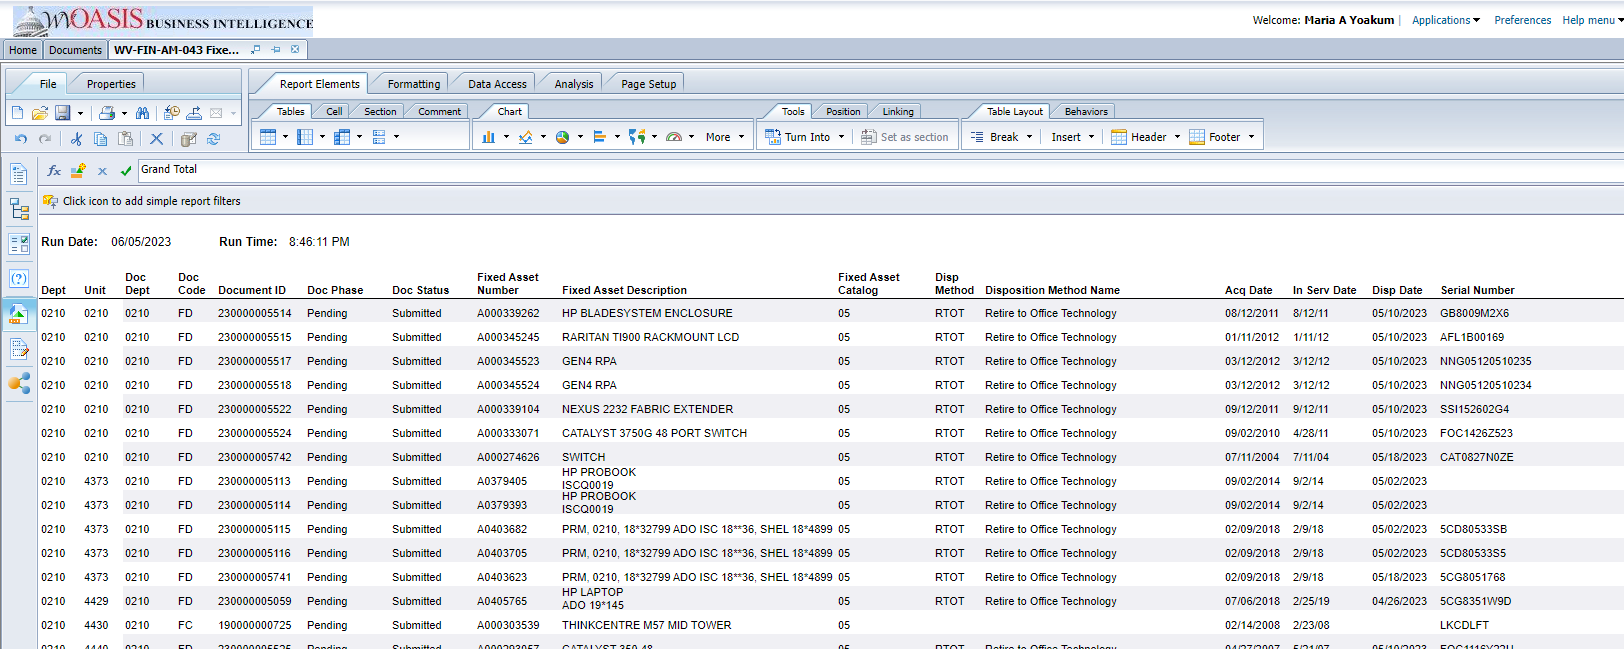 WVOASIS BUSINESS INTELLIGENCE
Welcome: Maria A Yoakum | Applications Preferences Help menu
Home Documents WV-FIN-AM-043 Fixe...
File Properties Report Elements Formatting Data Access Analysis Page Setup
Tables Cell Section Comment Chart Tools Position Linking Table Layout Behaviors
More Turn Into Set as section Break Insert Header Footer
fx Grand Total
Click icon to add simple report filters
Run Date: 06/05/2023 Run Time: 8:46:11 PM
Dept Unit Doc Dept Doc Code Document ID Doc Phase Doc Status Fixed Asset Number Fixed Asset Description Fixed Asset Catalog Disp Method Disposition Method Name Acq Date In Serv Date Disp Date Serial Number
0210 0210 0210 FD 230000005514 Pending Submitted A000339262 HP BLADESYSTEM ENCLOSURE 05 RTOT Retire to Office Technology 08/12/2011 8/12/11 05/10/2023 GB8009M2X6
0210 0210 0210 FD 230000005515 Pending Submitted A000345245 RARITAN TI900 RACKMOUNT LCD 05 RTOT Retire to Office Technology 01/11/2012 1/11/12 05/10/2023 AFL1B00169
0210 0210 0210 FD 230000005517 Pending Submitted A000345523 GEN4 RPA 05 RTOT Retire to Office Technology 03/12/2012 3/12/12 05/10/2023 NNG05120510235
0210 0210 0210 FD 230000005518 Pending Submitted A000345524 GEN4 RPA 05 RTOT Retire to Office Technology 03/12/2012 3/12/12 05/10/2023 NNG05120510234
0210 0210 0210 FD 230000005522 Pending Submitted A000339104 NEXUS 2232 FABRIC EXTENDER 05 RTOT Retire to Office Technology 09/12/2011 9/12/11 05/10/2023 SSI152602G4
0210 0210 0210 FD 230000005524 Pending Submitted A000333071 CATALYST 3750G 48 PORT SWITCH 05 RTOT Retire to Office Technology 09/02/2010 4/28/11 05/10/2023 FOC1426Z523
0210 0210 0210 FD 230000005742 Pending Submitted A000274626 SWITCH 05 RTOT Retire to Office Technology 07/11/2004 7/11/04 05/18/2023 CAT0827N0ZE
0210 4373 0210 FD 230000005113 Pending Submitted A0379405 HP PROBOOK ISCQ0019 05 RTOT Retire to Office Technology 09/02/2014 9/2/14 05/02/2023
0210 4373 0210 FD 230000005114 Pending Submitted A0379393 HP PROBOOK ISCQ0019 05 RTOT Retire to Office Technology 09/02/2014 9/2/14 05/02/2023
0210 4373 0210 FD 230000005115 Pending Submitted A0403682 PRM, 0210, 18*32799 ADO ISC 18**36, SHEL 18*4899 05 RTOT Retire to Office Technology 02/09/2018 2/9/18 05/02/2023 5CD80533SB
0210 4373 0210 FD 230000005116 Pending Submitted A0403705 PRM, 0210, 18*32799 ADO ISC 18**36, SHEL 18*4899 05 RTOT Retire to Office Technology 02/09/2018 2/9/18 05/02/2023 5CD80533S5
0210 4373 0210 FD 230000005741 Pending Submitted A0403623 PRM, 0210, 18*32799 ADO ISC 18**36, SHEL 18*4899 05 RTOT Retire to Office Technology 02/09/2018 2/9/18 05/18/2023 5CG8051768
0210 4429 0210 FD 230000005059 Pending Submitted A0405765 HP LAPTOP ADO 19*145 05 RTOT Retire to Office Technology 07/06/2018 2/25/19 04/26/2023 5CG8351W9D
0210 4430 0210 FC 190000000725 Pending Submitted A000303539 THINKCENTRE M57 MID TOWER 05 02/14/2008 2/23/08 LKCDLFT